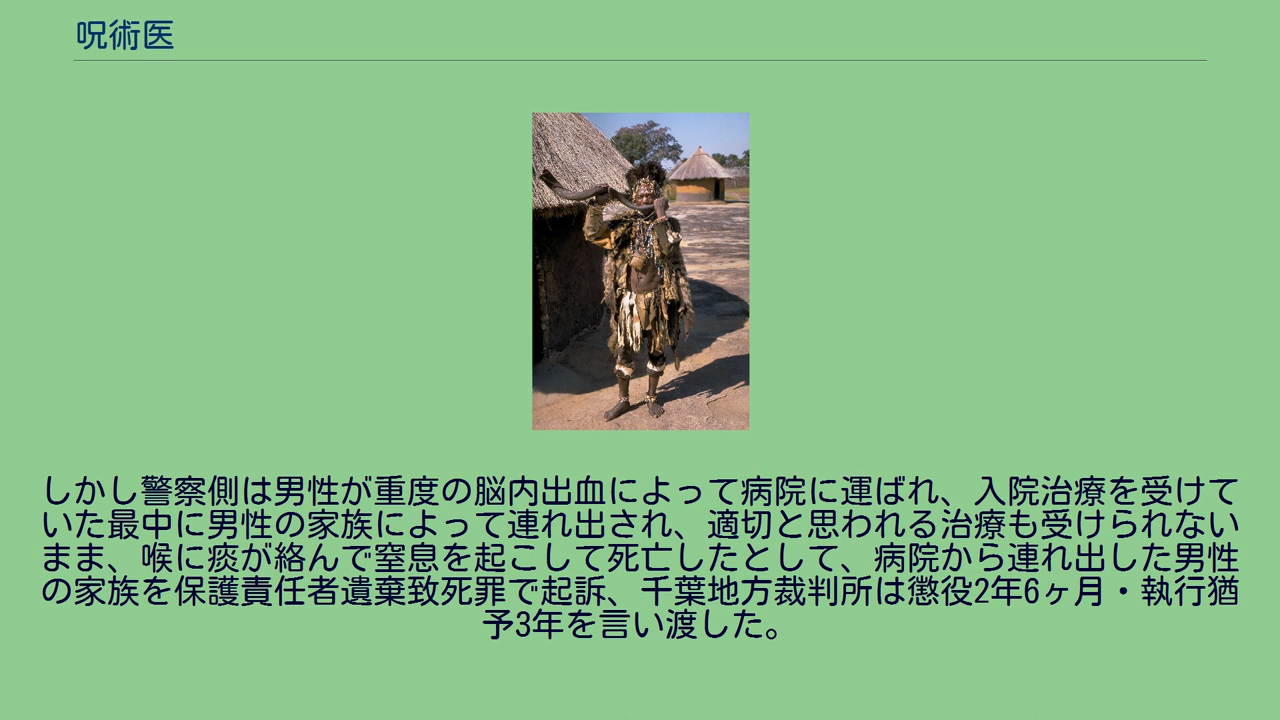 呪術医
しかし警察側は男性が重度の脳内出血によって病院に運ばれ、入院治療を受けて
いた最中に男性の家族によって連れ出され、適切と思われる治療も受けられない
まま、喉に痰が絡んで窒息を起こして死亡したとして、病院から連れ出した男性
の家族を保護責任者遺棄致死罪で起訴、千葉地方裁判所は懲役2年6ヶ月・執行猶
予3年を言い渡した。